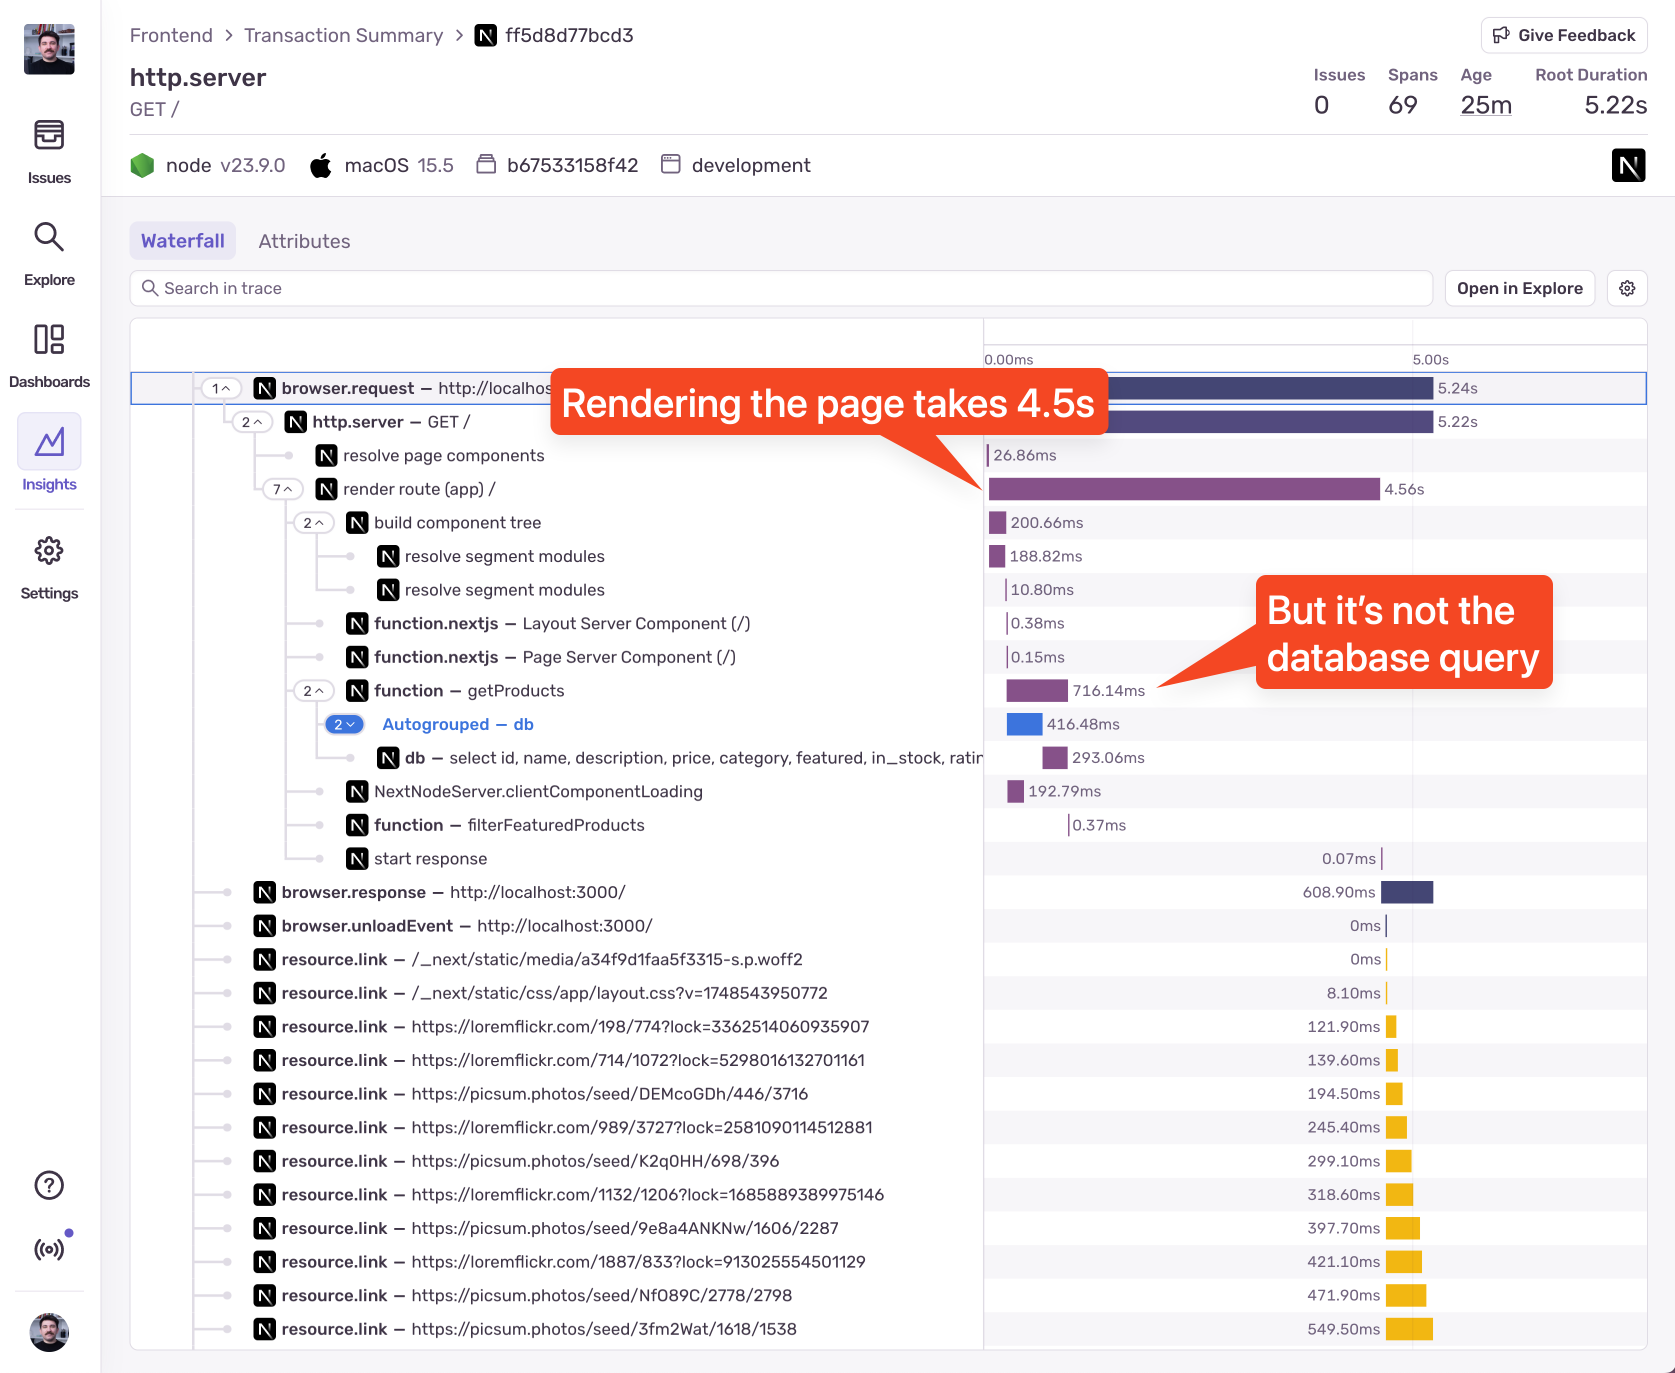 Frontend > Transaction Summary > ff5d8d77bcd3
Give Feedback
http.server
GET /
Issues Spans Age Root Duration
0 69 25m 5.22s
node v23.9.0 macOS 15.5 b67533158f42 development
Issues
Explore
Dashboards
Insights
Settings
Waterfall Attributes
Search in trace
Open in Explore
0.00ms 5.00s
1 browser.request — http://localhos 5.24s
Rendering the page takes 4.5s
2 http.server — GET / 5.22s
resolve page components 26.86ms
7 render route (app) / 4.56s
2 build component tree 200.66ms
resolve segment modules 188.82ms
resolve segment modules 10.80ms
But it's not the
database query
function.nextjs — Layout Server Component (/) 0.38ms
function.nextjs — Page Server Component (/) 0.15ms
2 function — getProducts 716.14ms
2 Autogrouped — db 416.48ms
db — select id, name, description, price, category, featured, in_stock, ratin 293.06ms
NextNodeServer.clientComponentLoading 192.79ms
function — filterFeaturedProducts 0.37ms
start response 0.07ms
browser.response — http://localhost:3000/ 608.90ms
browser.unloadEvent — http://localhost:3000/ 0ms
resource.link — /_next/static/media/a34f9d1faa5f3315-s.p.woff2 0ms
resource.link — /_next/static/css/app/layout.css?v=1748543950772 8.10ms
resource.link — https://loremflickr.com/198/774?lock=3362514060935907 121.90ms
resource.link — https://loremflickr.com/714/1072?lock=5298016132701161 139.60ms
resource.link — https://picsum.photos/seed/DEMcoGDh/446/3716 194.50ms
resource.link — https://loremflickr.com/989/3727?lock=2581090114512881 245.40ms
resource.link — https://picsum.photos/seed/K2q0HH/698/396 299.10ms
resource.link — https://loremflickr.com/1132/1206?lock=1685889389975146 318.60ms
resource.link — https://picsum.photos/seed/9e8a4ANKNw/1606/2287 397.70ms
resource.link — https://loremflickr.com/1887/833?lock=913025554501129 421.10ms
resource.link — https://picsum.photos/seed/NfO89C/2778/2798 471.90ms
resource.link — https://picsum.photos/seed/3fm2Wat/1618/1538 549.50ms